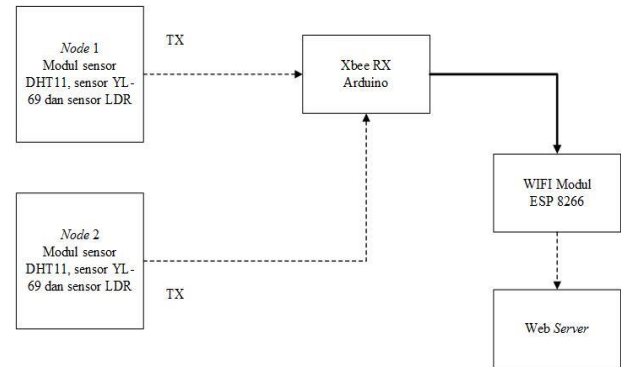 Node 1
Modul sensor
DHT11, sensor YL-
69 dan sensor LDR
TX
Xbee RX
Arduino
WIFI Modul
ESP 8266
Node 2
Modul sensor
DHT11, sensor YL-
69 dan sensor LDR
TX
Web Server